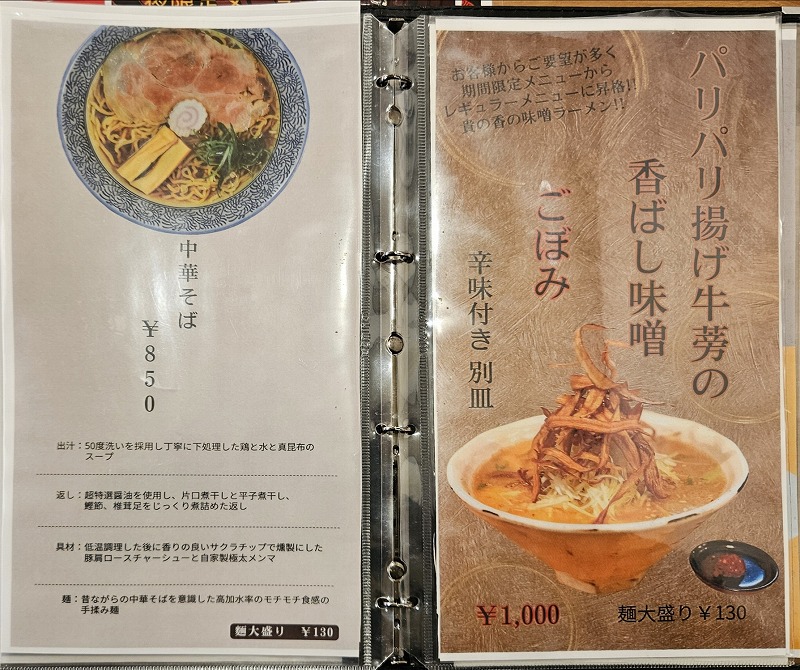 中華そば
￥850
出汁：50度洗いを採用し丁寧に下処理した鶏と水と真昆布の
スープ
返し：超特選醤油を使用し、片口煮干しと平子煮干し、
鰹節、椎茸足をじっくり煮詰めた返し
具材：低温調理した後に香りの良いサクラチップで燻製にした
豚肩ロースチャーシューと自家製極太メンマ
麺：昔ながらの中華そばを意識した高加水率のモチモチ食感の
手揉み麺
麺大盛り ￥130
お客様からご要望が多く
期間限定メニューから
レギュラーメニューに昇格!!
貴の香の味噌ラーメン!!
パリパリ揚げ牛蒡の
香ばし味噌
ごぼみ
辛味付き 別皿
￥1,000
麺大盛り￥130